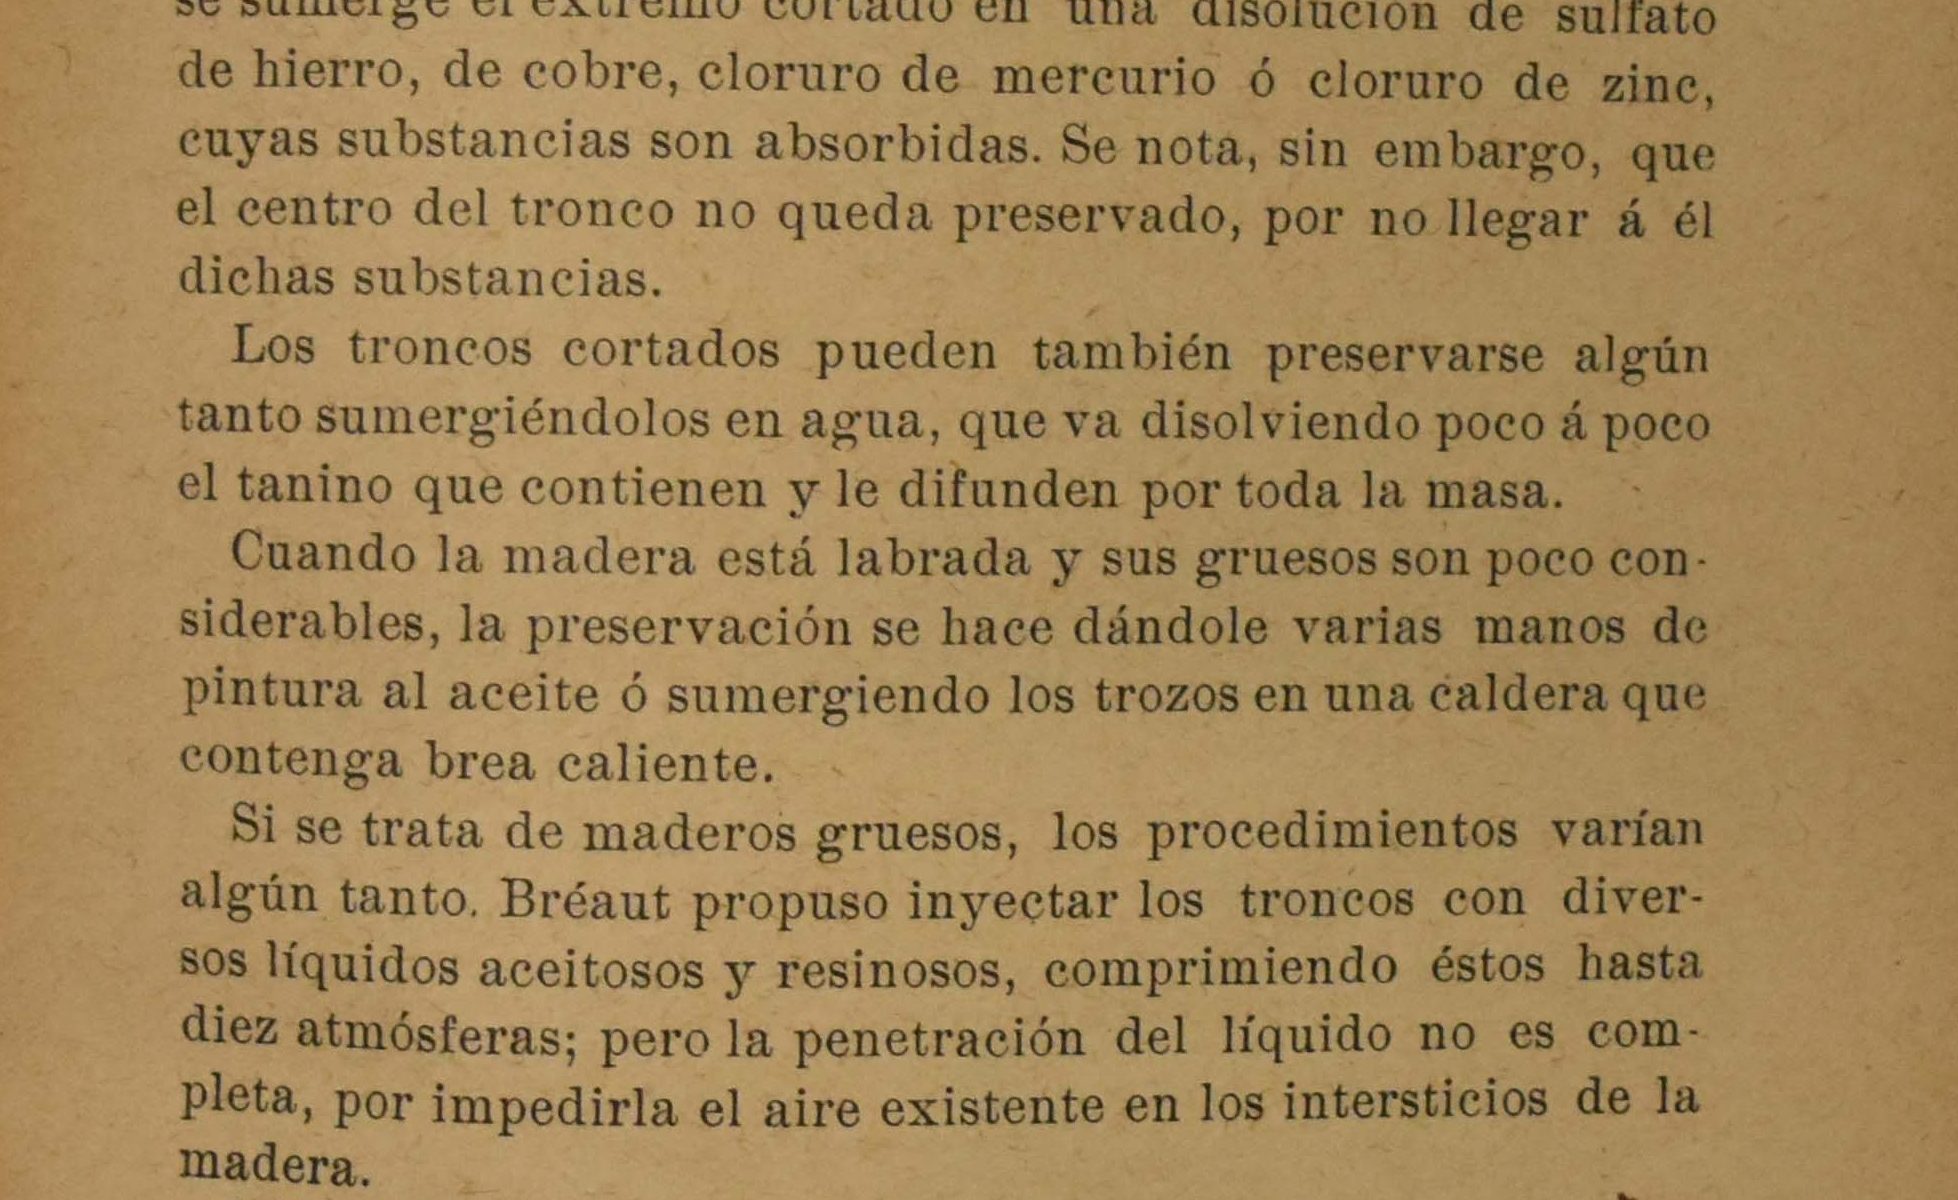 se sumerge el extremo cortado en una disolución de sulfato
de hierro, de cobre, cloruro de mercurio ó cloruro de zinc,
cuyas substancias son absorbidas. Se nota, sin embargo, que
el centro del tronco no queda preservado, por no llegar á él
dichas substancias.
Los troncos cortados pueden también preservarse algún
tanto sumergiéndolos en agua, que va disolviendo poco á poco
el tanino que contienen y le difunden por toda la masa.
Cuando la madera está labrada y sus gruesos son poco con-
siderables, la preservación se hace dándole varias manos de
pintura al aceite ó sumergiendo los trozos en una caldera que
contenga brea caliente.
Si se trata de maderos gruesos, los procedimientos varían
algún tanto. Bréaut propuso inyectar los troncos con diver-
sos líquidos aceitosos y resinosos, comprimiendo éstos hasta
diez atmósferas; pero la penetración del líquido no es com-
pleta, por impedirla el aire existente en los intersticios de la
madera.